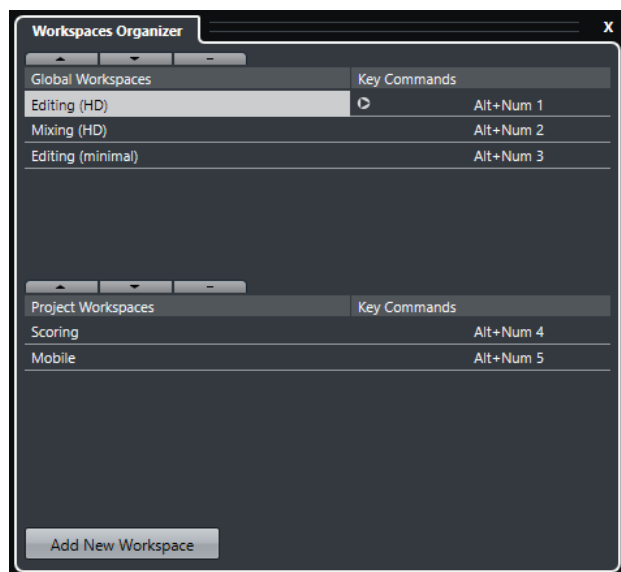 Workspaces Organizer X
–
Global Workspaces Key Commands
Editing (HD) Alt+Num 1
Mixing (HD) Alt+Num 2
Editing (minimal) Alt+Num 3
–
Project Workspaces Key Commands
Scoring Alt+Num 4
Mobile Alt+Num 5
Add New Workspace